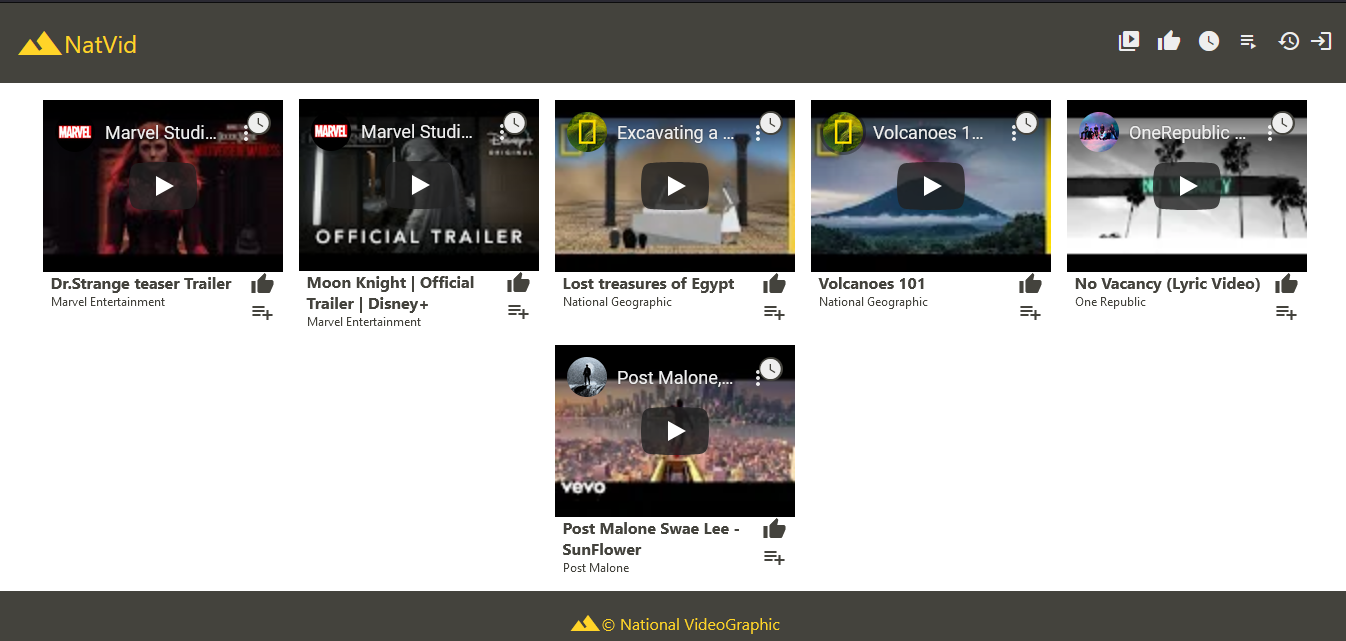 NatVid
MARVEL Marvel Studi...
MARVEL Marvel Studi...
Disney+
ORIGINAL
OFFICIAL TRAILER
Excavating a ...
Volcanoes 1...
OneRepublic ...
NO VACANCY
Dr.Strange teaser Trailer
Marvel Entertainment
Moon Knight | Official
Trailer | Disney+
Marvel Entertainment
Lost treasures of Egypt
National Geographic
Volcanoes 101
National Geographic
No Vacancy (Lyric Video)
One Republic
Post Malone,...
vevo
Post Malone Swae Lee -
SunFlower
Post Malone
© National VideoGraphic